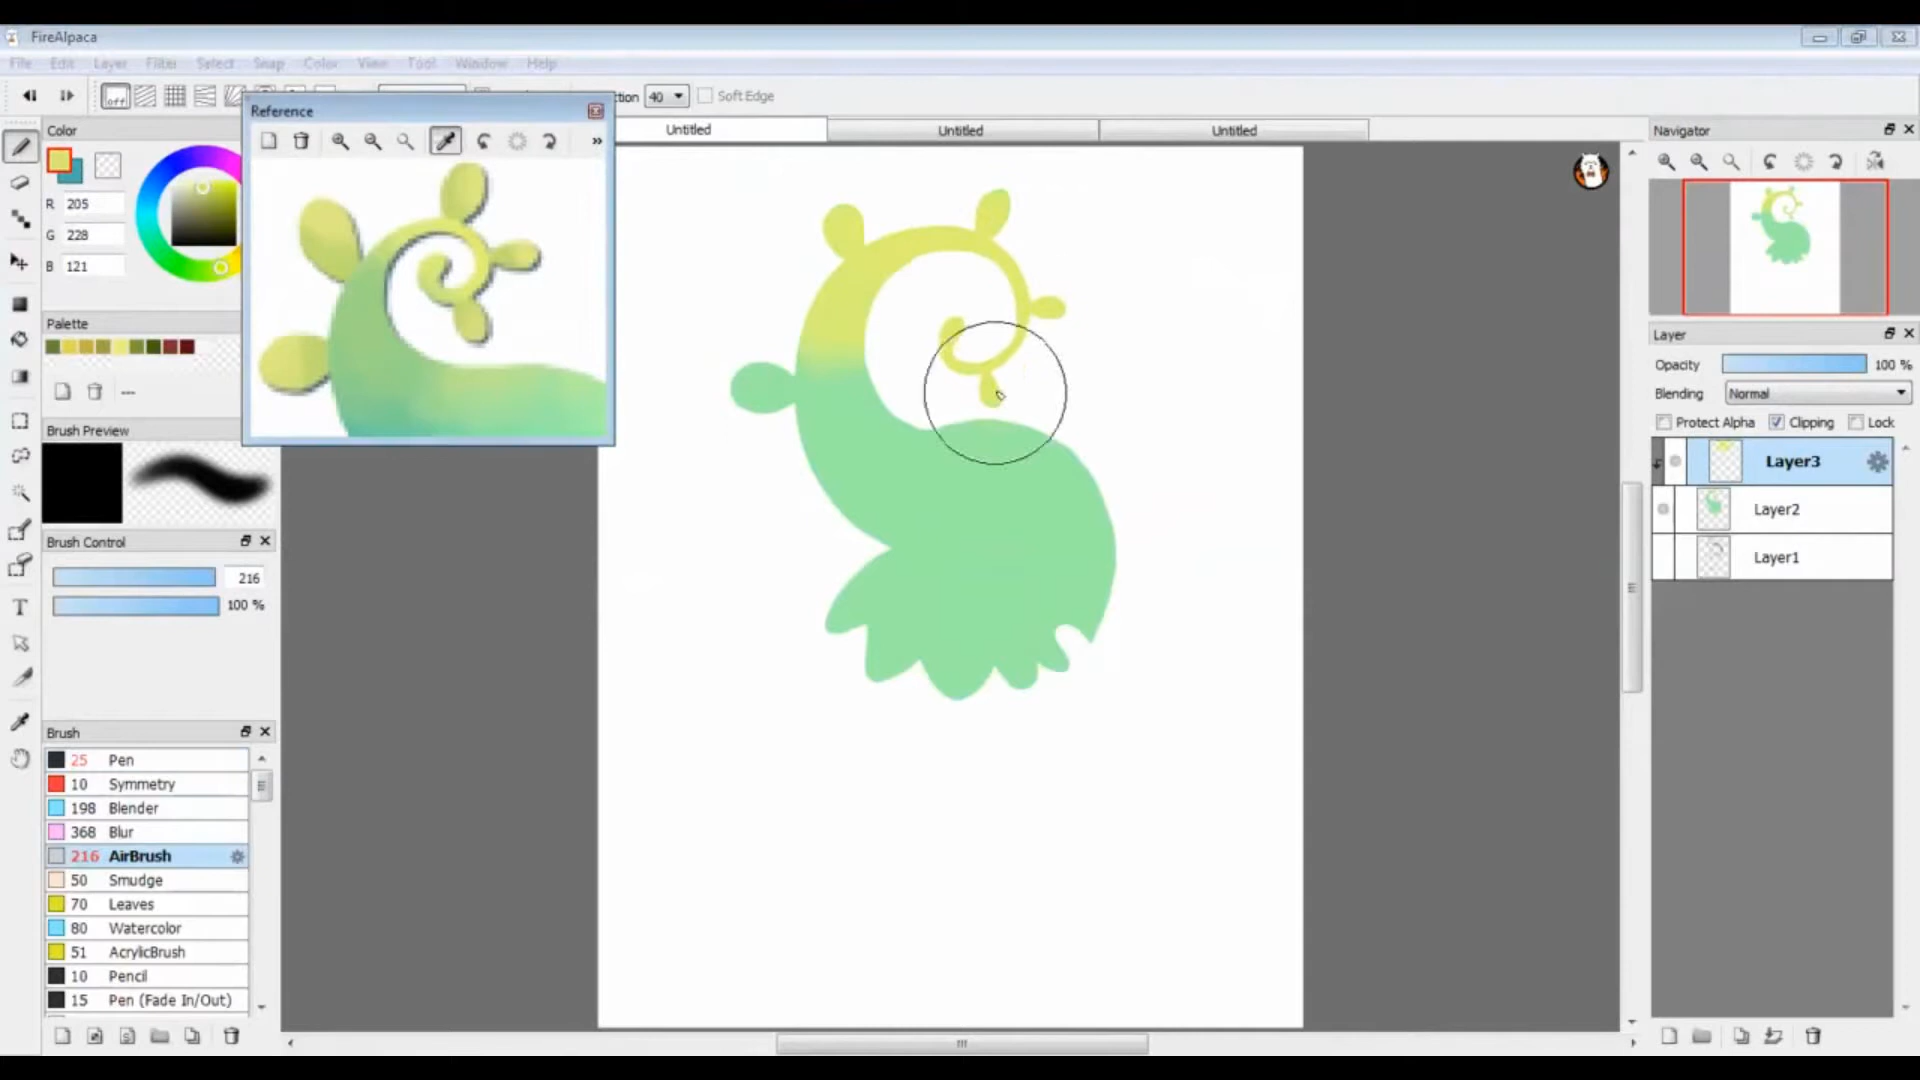 FireAlpaca
File Edit Layer Filter Select Snap Color View Tool Window Help
off
40
Soft Edge
Reference
»
Untitled
Untitled
Untitled
Color
R 205
G 228
B 121
Palette
---
Brush Preview
Brush Control
216
100 %
Brush
25 Pen
10 Symmetry
198 Blender
368 Blur
216 AirBrush
50 Smudge
70 Leaves
80 Watercolor
51 AcrylicBrush
10 Pencil
15 Pen (Fade In/Out)
Navigator
Layer
Opacity 100 %
Blending Normal
Protect Alpha Clipping Lock
Layer3
Layer2
Layer1